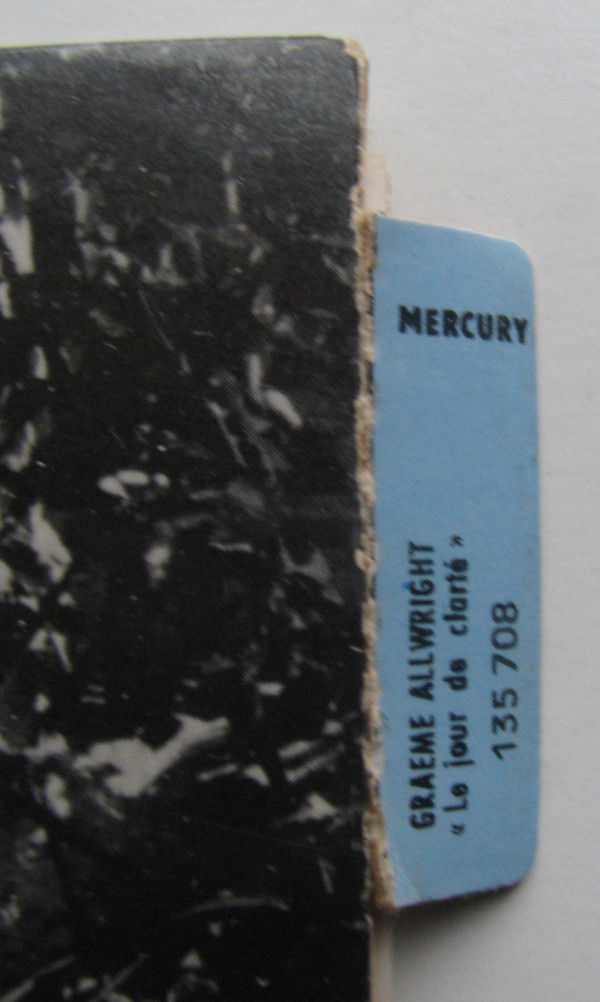 MERCURY
GRAEME ALLWRIGHT
« Le jour de clarté »
135 708